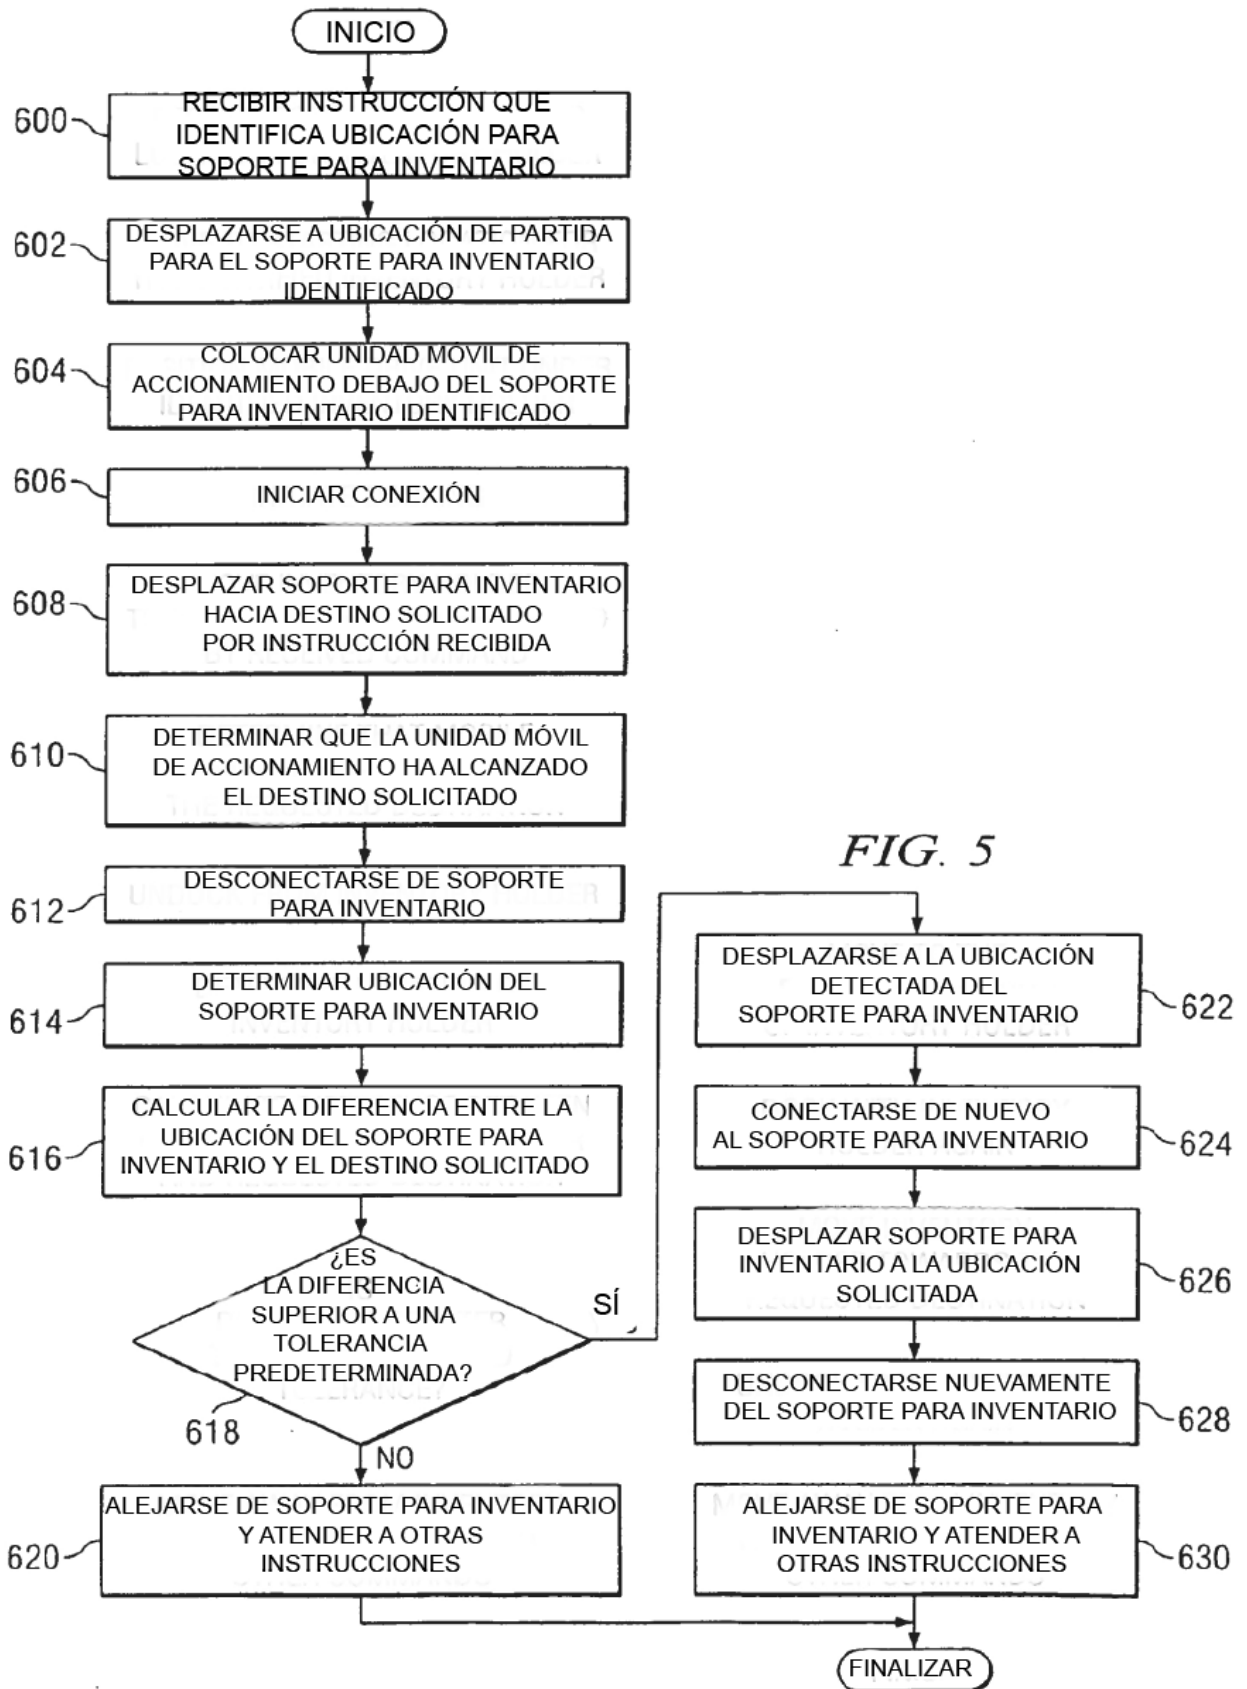 INICIO
600
RECIBIR INSTRUCCIÓN QUE
IDENTIFICA UBICACIÓN PARA
SOPORTE PARA INVENTARIO
602
DESPLAZARSE A UBICACIÓN DE PARTIDA
PARA EL SOPORTE PARA INVENTARIO
IDENTIFICADO
604
COLOCAR UNIDAD MÓVIL DE
ACCIONAMIENTO DEBAJO DEL SOPORTE
PARA INVENTARIO IDENTIFICADO
606
INICIAR CONEXIÓN
608
DESPLAZAR SOPORTE PARA INVENTARIO
HACIA DESTINO SOLICITADO
POR INSTRUCCIÓN RECIBIDA
610
DETERMINAR QUE LA UNIDAD MÓVIL
DE ACCIONAMIENTO HA ALCANZADO
EL DESTINO SOLICITADO
612
DESCONECTARSE DE SOPORTE
PARA INVENTARIO
614
DETERMINAR UBICACIÓN DEL
SOPORTE PARA INVENTARIO
616
CALCULAR LA DIFERENCIA ENTRE LA
UBICACIÓN DEL SOPORTE PARA
INVENTARIO Y EL DESTINO SOLICITADO
¿ES
LA DIFERENCIA
SUPERIOR A UNA
TOLERANCIA
PREDETERMINADA?
618
SÍ
NO
620
ALEJARSE DE SOPORTE PARA INVENTARIO
Y ATENDER A OTRAS
INSTRUCCIONES
FIG. 5
DESPLAZARSE A LA UBICACIÓN
DETECTADA DEL
SOPORTE PARA INVENTARIO
622
CONECTARSE DE NUEVO
AL SOPORTE PARA INVENTARIO
624
DESPLAZAR SOPORTE PARA
INVENTARIO A LA UBICACIÓN
SOLICITADA
626
DESCONECTARSE NUEVAMENTE
DEL SOPORTE PARA INVENTARIO
628
ALEJARSE DE SOPORTE PARA
INVENTARIO Y ATENDER A
OTRAS INSTRUCCIONES
630
FINALIZAR